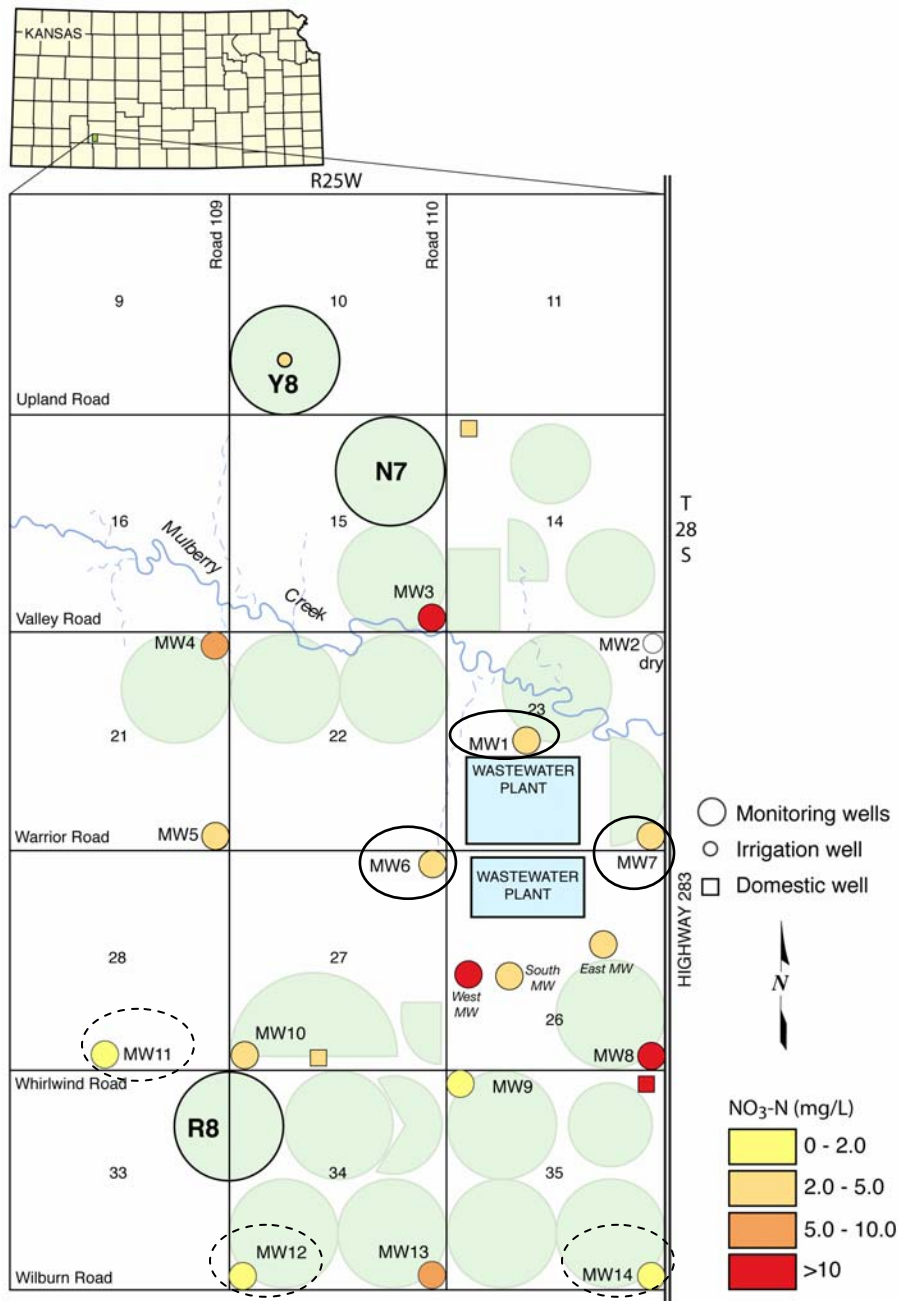 KANSAS
R25W
Road 109
Road 110
9
10
11
Y8
Upland Road
N7
16
15
14
T
28
S
Mulberry
Creek
MW3
Valley Road
MW4
MW2
dry
21
22
23
MW1
WASTEWATER
PLANT
MW5
Warrior Road
MW6
MW7
WASTEWATER
PLANT
HIGHWAY 283
Monitoring wells
Irrigation well
Domestic well
N
28
27
West
MW
South
MW
East MW
26
MW11
MW10
MW8
Whirlwind Road
MW9
R8
33
34
35
MW12
MW13
MW14
Wilburn Road
NO₃-N (mg/L)
0 - 2.0
2.0 - 5.0
5.0 - 10.0
>10